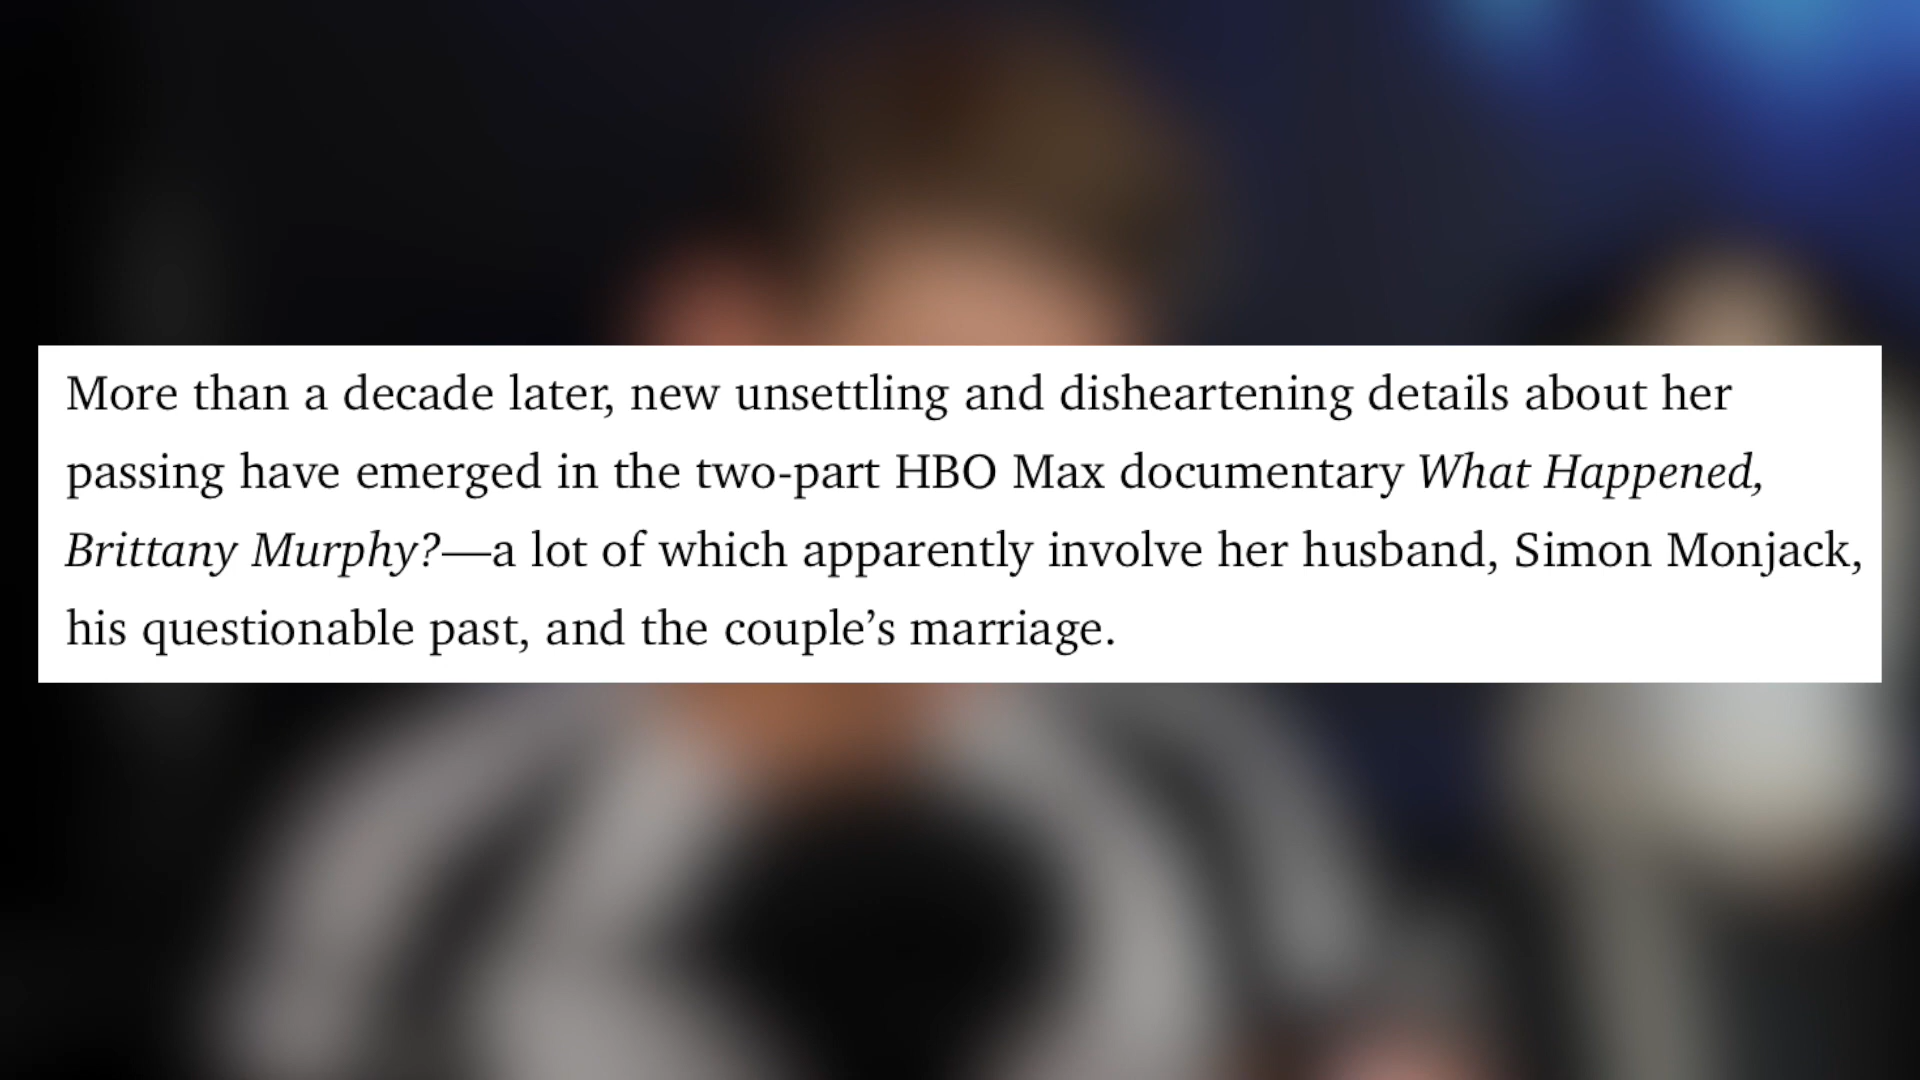 More than a decade later, new unsettling and disheartening details about her
passing have emerged in the two-part HBO Max documentary What Happened,
Brittany Murphy?—a lot of which apparently involve her husband, Simon Monjack,
his questionable past, and the couple’s marriage.